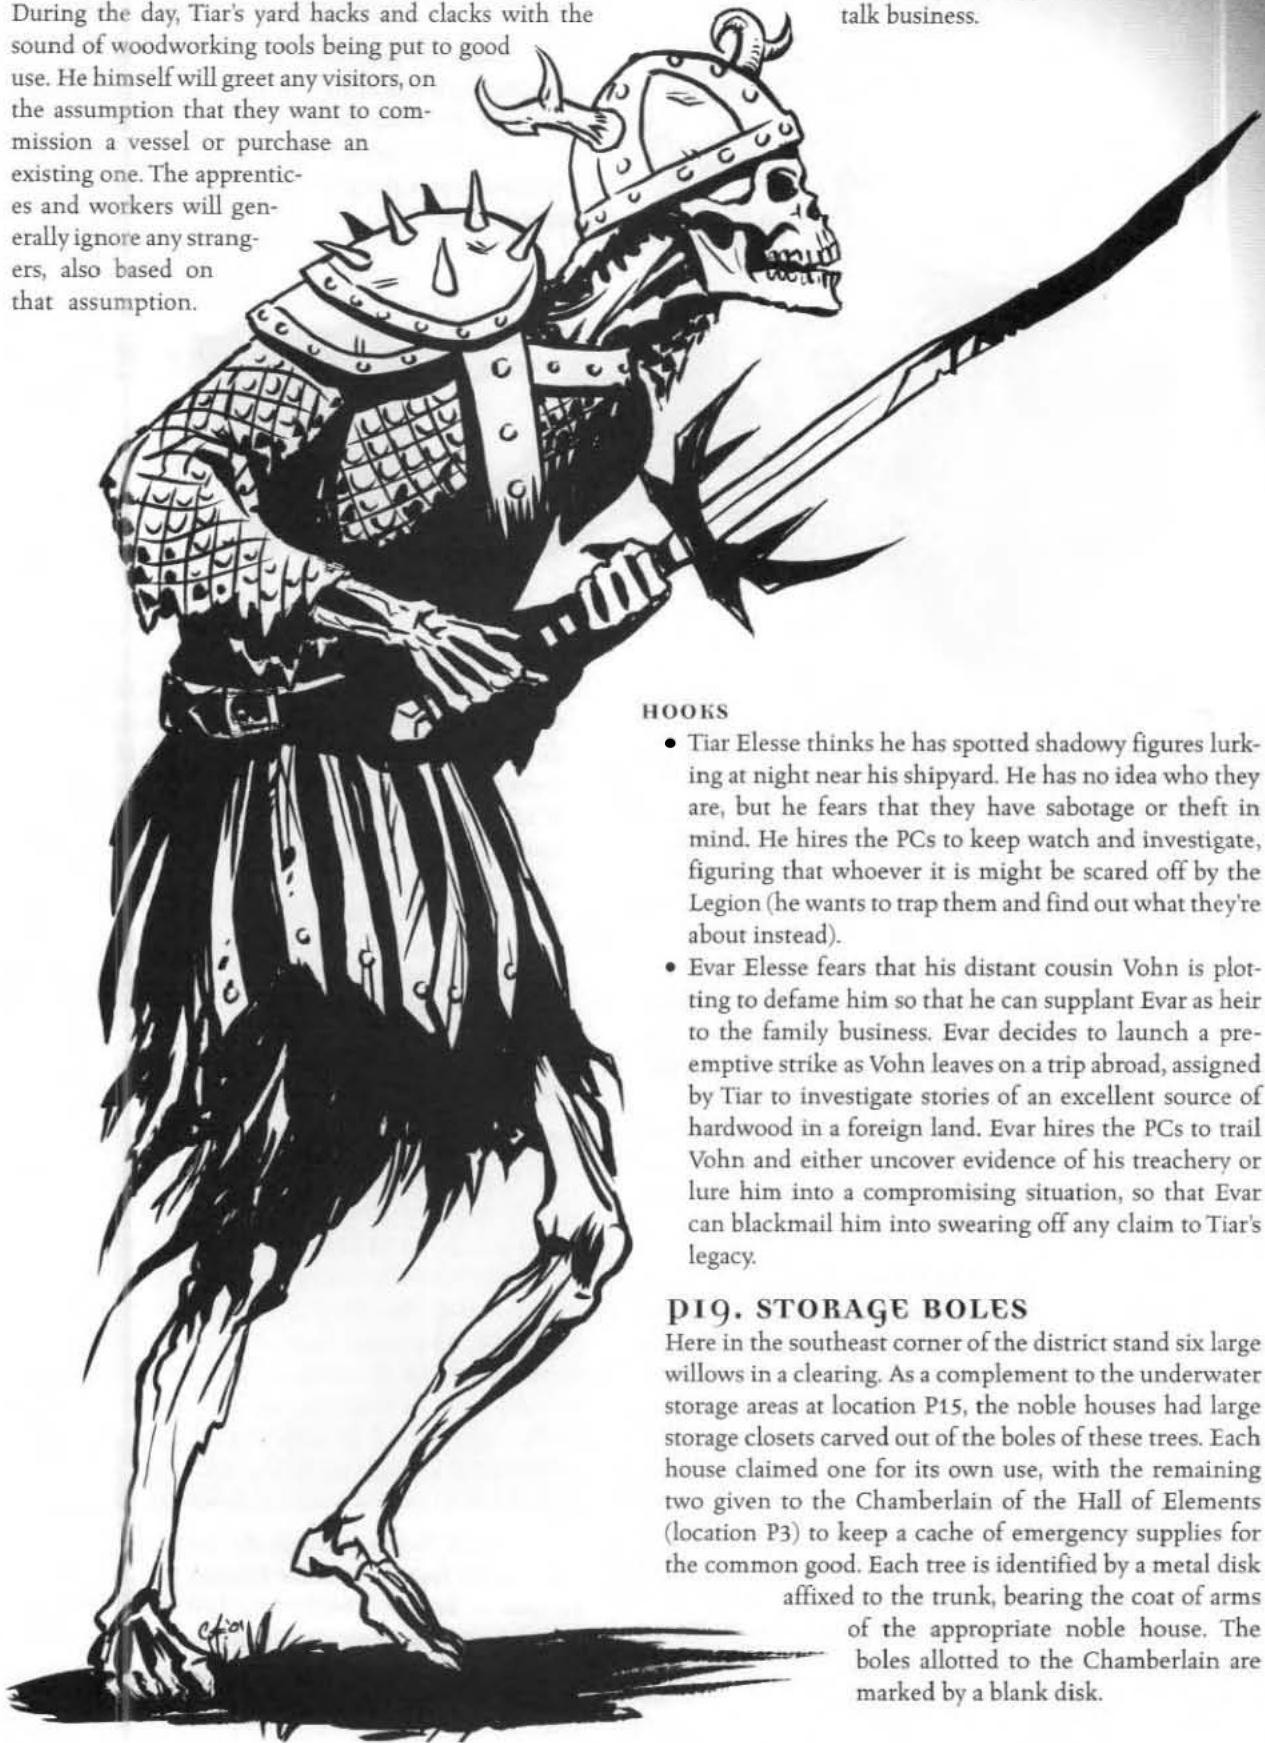 During the day, Tiar's yard hacks and clacks with the
sound of woodworking tools being put to good
use. He himself will greet any visitors, on
the assumption that they want to com-
mission a vessel or purchase an
existing one. The apprentic-
es and workers will gen-
erally ignore any strang-
ers, also based on
that assumption.
talk business.
HOOKS
• Tiar Elesse thinks he has spotted shadowy figures lurk-
ing at night near his shipyard. He has no idea who they
are, but he fears that they have sabotage or theft in
mind. He hires the PCs to keep watch and investigate,
figuring that whoever it is might be scared off by the
Legion (he wants to trap them and find out what they're
about instead).
• Evar Elesse fears that his distant cousin Vohn is plot-
ting to defame him so that he can supplant Evar as heir
to the family business. Evar decides to launch a pre-
emptive strike as Vohn leaves on a trip abroad, assigned
by Tiar to investigate stories of an excellent source of
hardwood in a foreign land. Evar hires the PCs to trail
Vohn and either uncover evidence of his treachery or
lure him into a compromising situation, so that Evar
can blackmail him into swearing off any claim to Tiar's
legacy.
P19. STORAGE BOLES
Here in the southeast corner of the district stand six large
willows in a clearing. As a complement to the underwater
storage areas at location P15, the noble houses had large
storage closets carved out of the boles of these trees. Each
house claimed one for its own use, with the remaining
two given to the Chamberlain of the Hall of Elements
(location P3) to keep a cache of emergency supplies for
the common good. Each tree is identified by a metal disk
affixed to the trunk, bearing the coat of arms
of the appropriate noble house. The
boles allotted to the Chamberlain are
marked by a blank disk.